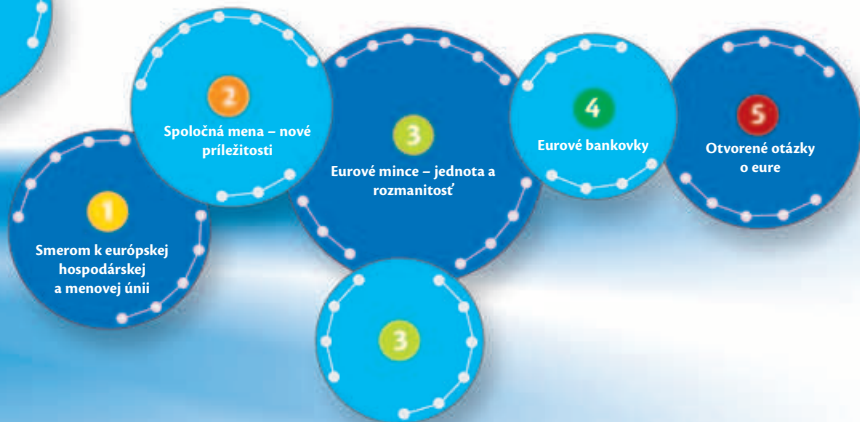 1
Smerom k európskej
hospodárskej
a menovej únii
2
Spoločná mena – nové
príležitosti
3
Eurové mince – jednota a
rozmanitosť
3
4
Eurové bankovky
5
Otvorené otázky
o eure